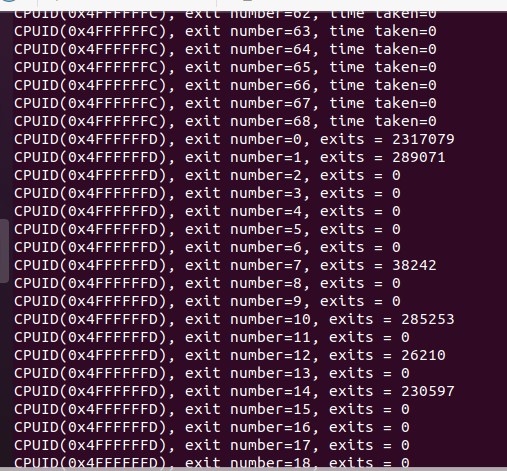 CPUID(0x4FFFFFFC), exit number=62, time taken=0
CPUID(0x4FFFFFFC), exit number=63, time taken=0
CPUID(0x4FFFFFFC), exit number=64, time taken=0
CPUID(0x4FFFFFFC), exit number=65, time taken=0
CPUID(0x4FFFFFFC), exit number=66, time taken=0
CPUID(0x4FFFFFFC), exit number=67, time taken=0
CPUID(0x4FFFFFFC), exit number=68, time taken=0
CPUID(0x4FFFFFFD), exit number=0, exits = 2317079
CPUID(0x4FFFFFFD), exit number=1, exits = 289071
CPUID(0x4FFFFFFD), exit number=2, exits = 0
CPUID(0x4FFFFFFD), exit number=3, exits = 0
CPUID(0x4FFFFFFD), exit number=4, exits = 0
CPUID(0x4FFFFFFD), exit number=5, exits = 0
CPUID(0x4FFFFFFD), exit number=6, exits = 0
CPUID(0x4FFFFFFD), exit number=7, exits = 38242
CPUID(0x4FFFFFFD), exit number=8, exits = 0
CPUID(0x4FFFFFFD), exit number=9, exits = 0
CPUID(0x4FFFFFFD), exit number=10, exits = 285253
CPUID(0x4FFFFFFD), exit number=11, exits = 0
CPUID(0x4FFFFFFD), exit number=12, exits = 26210
CPUID(0x4FFFFFFD), exit number=13, exits = 0
CPUID(0x4FFFFFFD), exit number=14, exits = 230597
CPUID(0x4FFFFFFD), exit number=15, exits = 0
CPUID(0x4FFFFFFD), exit number=16, exits = 0
CPUID(0x4FFFFFFD), exit number=17, exits = 0
CPUID(0x4FFFFFFD), exit number=18, exits = 0